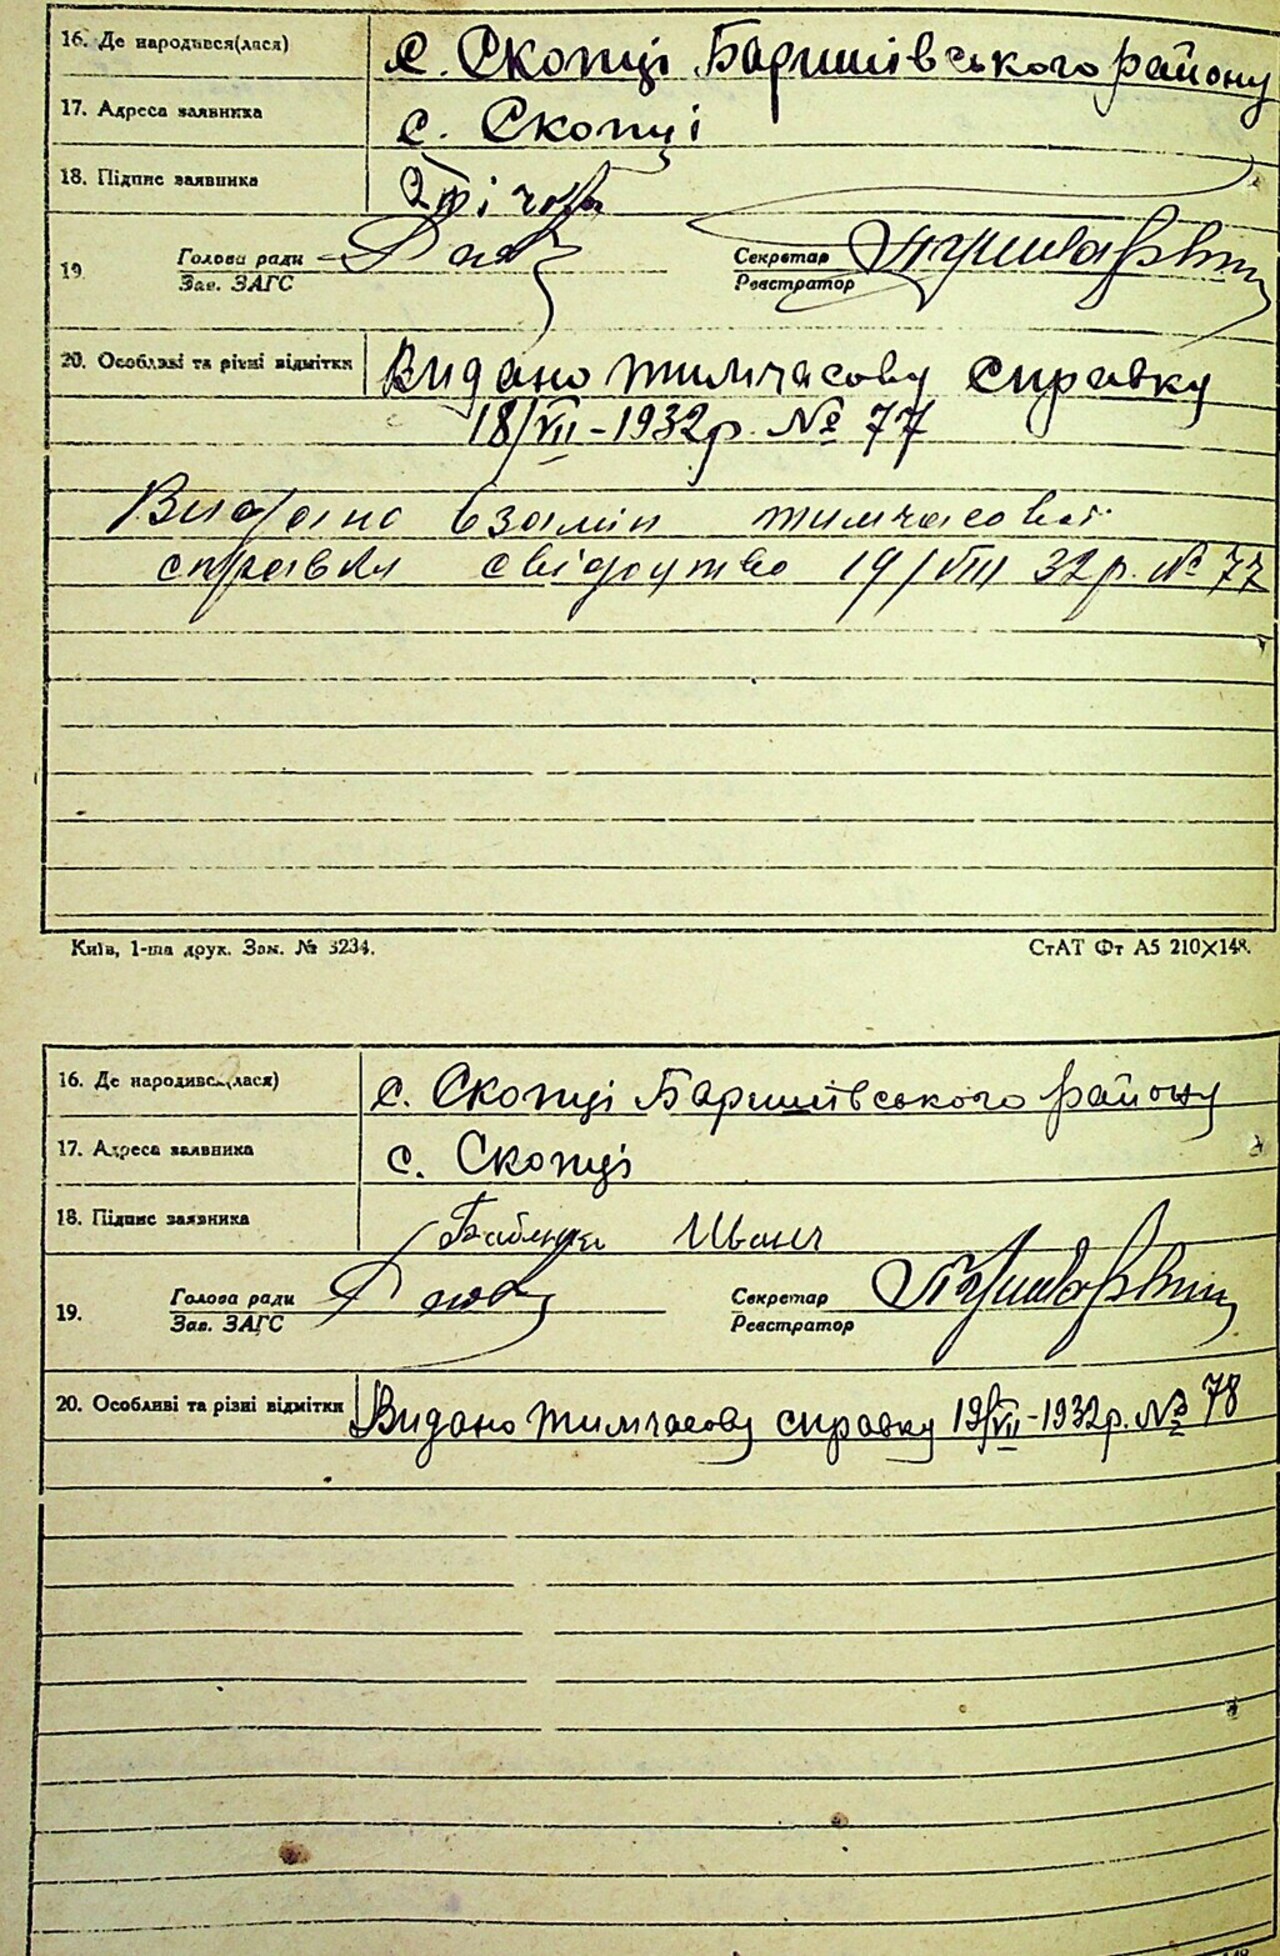 16. Де народився(лася) с. Скопці Баришівського району
17. Адреса заявника с. Скопці
18. Підпис заявника
19. Голова ради Секретар
Зав. ЗАГС Реєстратор
20. Особливі та різні відмітки Видано тимчасову справку
18/VII-1932р. № 77
Видано взамін тимчасової
справки свідоцтво 19/VIII 32р. № 77
Київ, 1-ша друк. Зам. № 3234. СтАТ Фт А5 210×148.
16. Де народився(лася) с. Скопці Баришівського району
17. Адреса заявника с. Скопці
18. Підпис заявника Иван
19. Голова ради Секретар
Зав. ЗАГС Реєстратор
20. Особливі та різні відмітки Видано тимчасову справку 19/VII-1932р. № 78